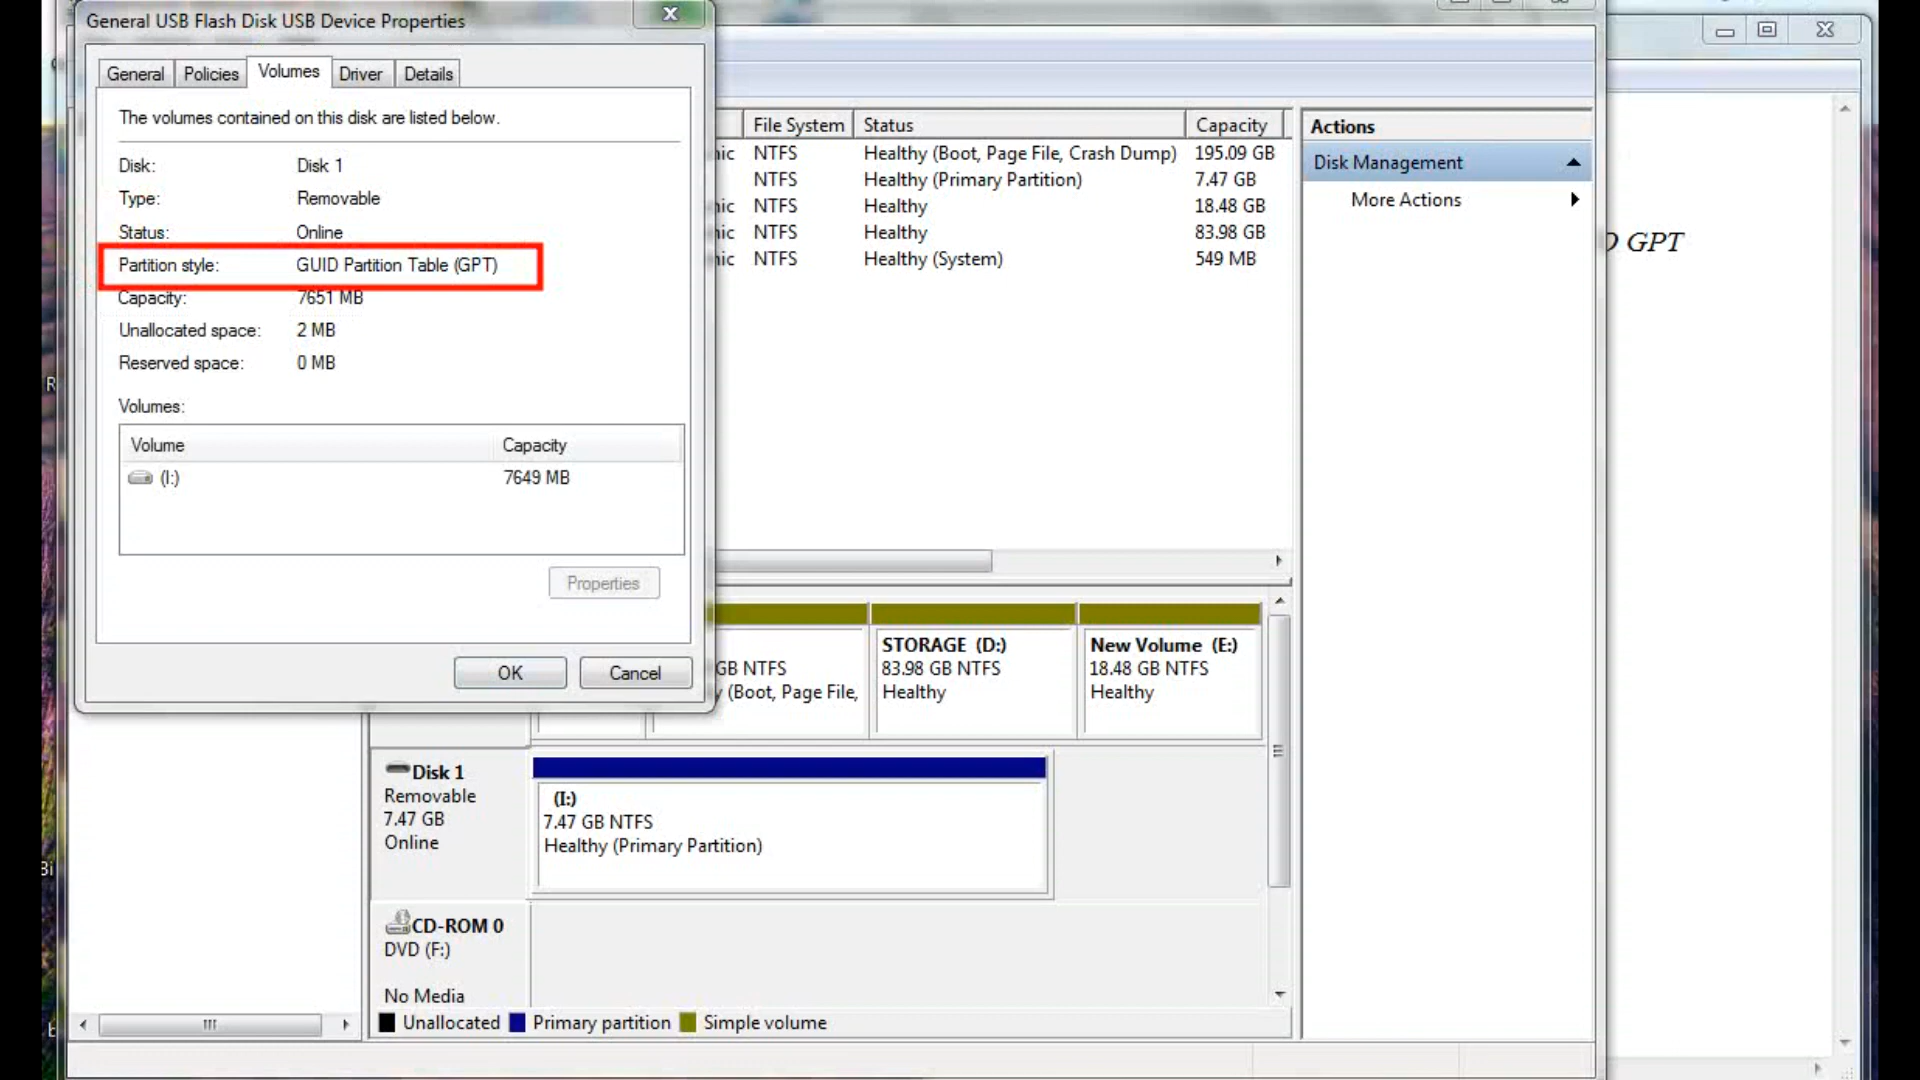 General USB Flash Disk USB Device Properties
General Policies Volumes Driver Details
The volumes contained on this disk are listed below.
Disk: Disk 1
Type: Removable
Status: Online
Partition style: GUID Partition Table (GPT)
Capacity: 7651 MB
Unallocated space: 2 MB
Reserved space: 0 MB
Volumes:
Volume Capacity
(I:) 7649 MB
Properties
OK Cancel
File System Status Capacity
nic NTFS Healthy (Boot, Page File, Crash Dump) 195.09 GB
NTFS Healthy (Primary Partition) 7.47 GB
nic NTFS Healthy 18.48 GB
nic NTFS Healthy 83.98 GB
nic NTFS Healthy (System) 549 MB
Actions
Disk Management
More Actions
GPT
GB NTFS
y (Boot, Page File,
STORAGE (D:)
83.98 GB NTFS
Healthy
New Volume (E:)
18.48 GB NTFS
Healthy
Disk 1
Removable
7.47 GB
Online
(I:)
7.47 GB NTFS
Healthy (Primary Partition)
CD-ROM 0
DVD (F:)
No Media
Unallocated Primary partition Simple volume
R
Bi